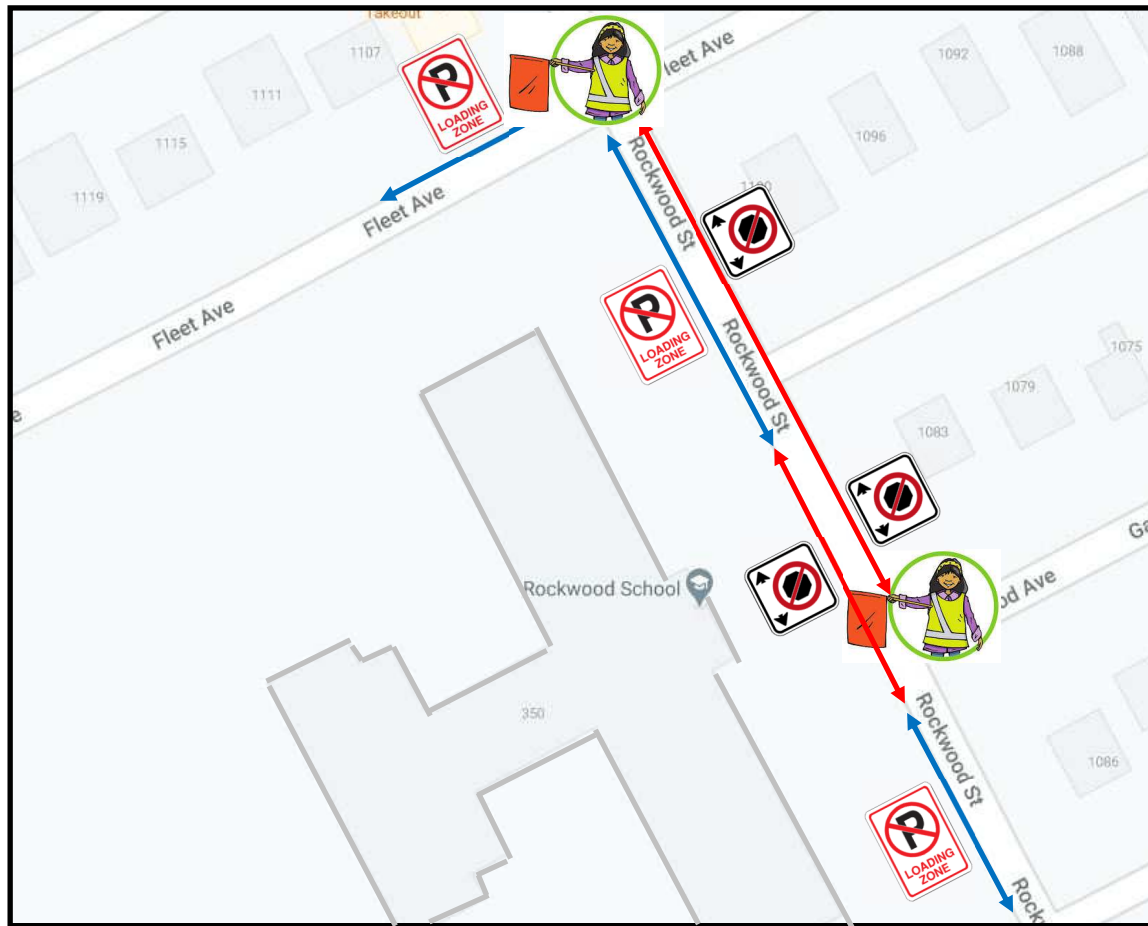 Takeout
1107
1111
1115
1119
P
LOADING
ZONE
Fleet Ave
1092
1088
1096
1100
Rockwood St
Fleet Ave
Fleet Ave
P
LOADING
ZONE
Rockwood St
1075
1079
1083
Rockwood School
350
Rockwood St
1086
P
LOADING
ZONE